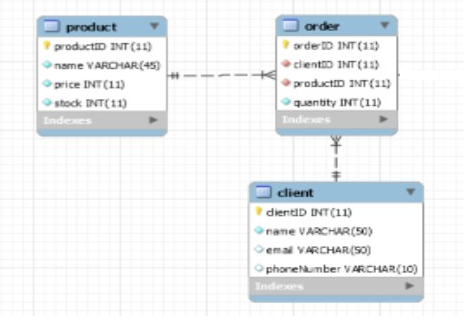 product
productID INT(11)
name VARCHAR(45)
price INT(11)
stock INT(11)
Indexes
order
orderID INT(11)
clientID INT(11)
productID INT(11)
quantity INT(11)
Indexes
client
clientID INT(11)
name VARCHAR(50)
email VARCHAR(50)
phoneNumber VARCHAR(10)
Indexes